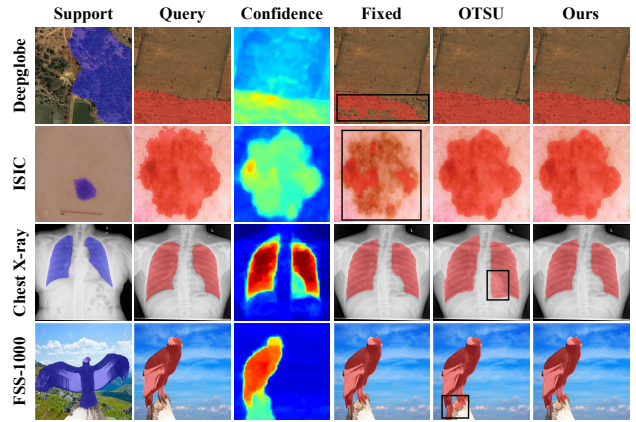 Support Query Confidence Fixed OTSU Ours
Deepglobe
ISIC
Chest X-ray
L L L L L
FSS-1000